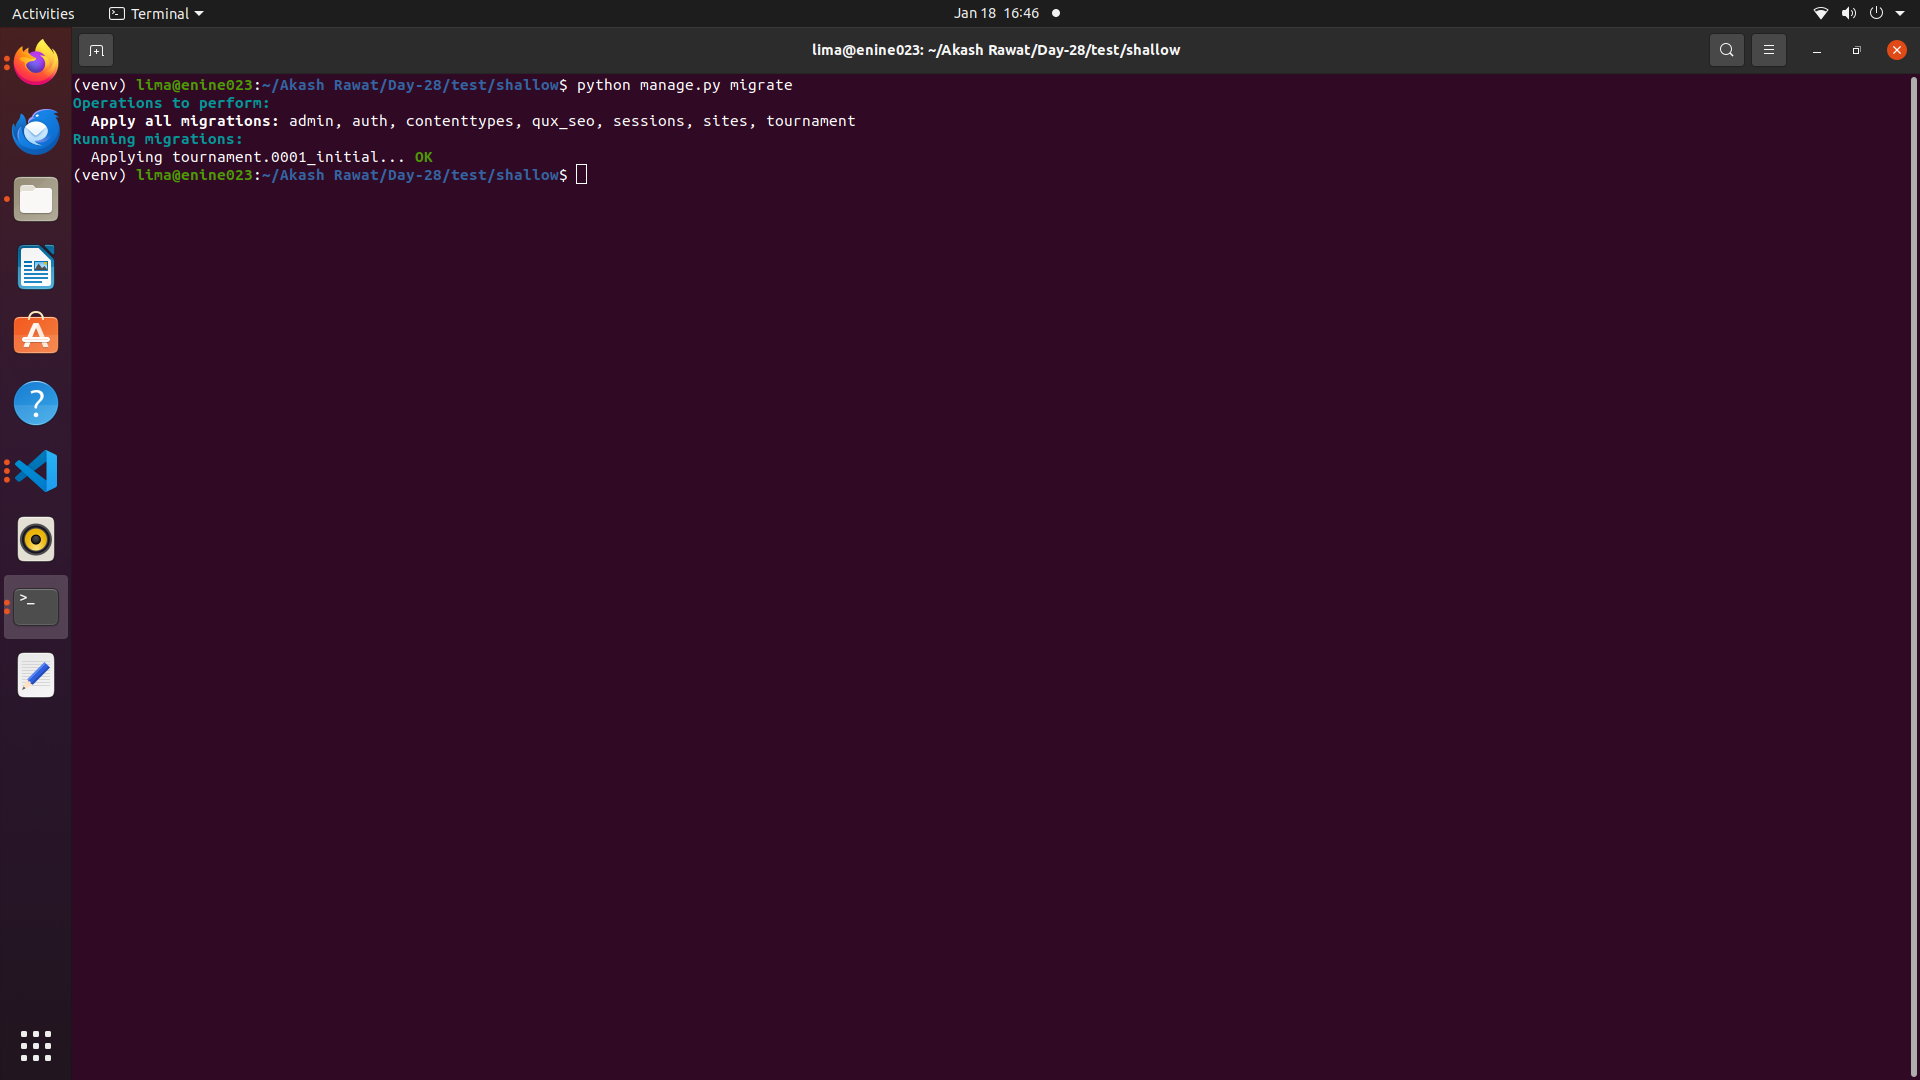 Activities
Terminal
Jan 18 16:46
lima@enine023: ~/Akash Rawat/Day-28/test/shallow
(venv) lima@enine023:~/Akash Rawat/Day-28/test/shallow$ python manage.py migrate
Operations to perform:
Apply all migrations: admin, auth, contenttypes, qux_seo, sessions, sites, tournament
Running migrations:
Applying tournament.0001_initial... OK
(venv) lima@enine023:~/Akash Rawat/Day-28/test/shallow$